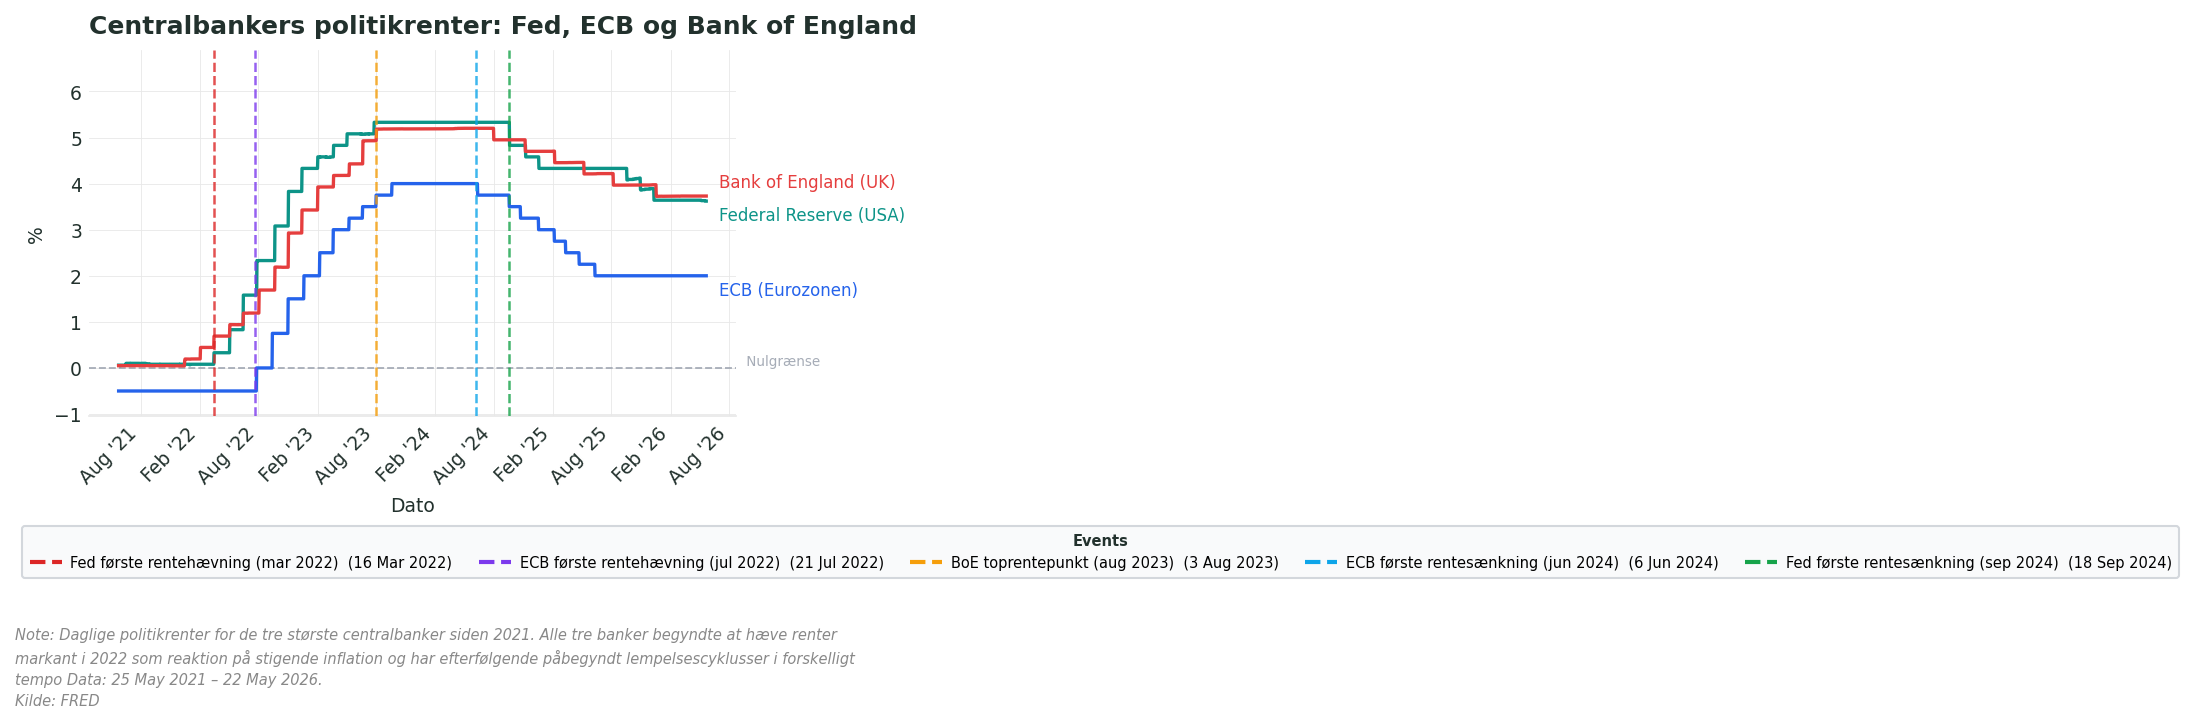 Centralbankers politikrenter: Fed, ECB og Bank of England
%
6
5
4
3
2
1
0
−1
Bank of England (UK)
Federal Reserve (USA)
ECB (Eurozonen)
Nulgrænse
Aug '21
Feb '22
Aug '22
Feb '23
Aug '23
Feb '24
Aug '24
Feb '25
Aug '25
Feb '26
Aug '26
Dato
Events
Fed første rentehævning (mar 2022)  (16 Mar 2022)
ECB første rentehævning (jul 2022)  (21 Jul 2022)
BoE toprentepunkt (aug 2023)  (3 Aug 2023)
ECB første rentesænkning (jun 2024)  (6 Jun 2024)
Fed første rentesænkning (sep 2024)  (18 Sep 2024)
Note: Daglige politikrenter for de tre største centralbanker siden 2021. Alle tre banker begyndte at hæve renter
markant i 2022 som reaktion på stigende inflation og har efterfølgende påbegyndt lempelsescyklusser i forskelligt
tempo Data: 25 May 2021 – 22 May 2026.
Kilde: FRED